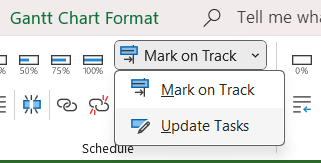 Gantt Chart Format
Tell me wha
50% 75% 100% Mark on Track 0%
Mark on Track
Update Tasks
Schedule